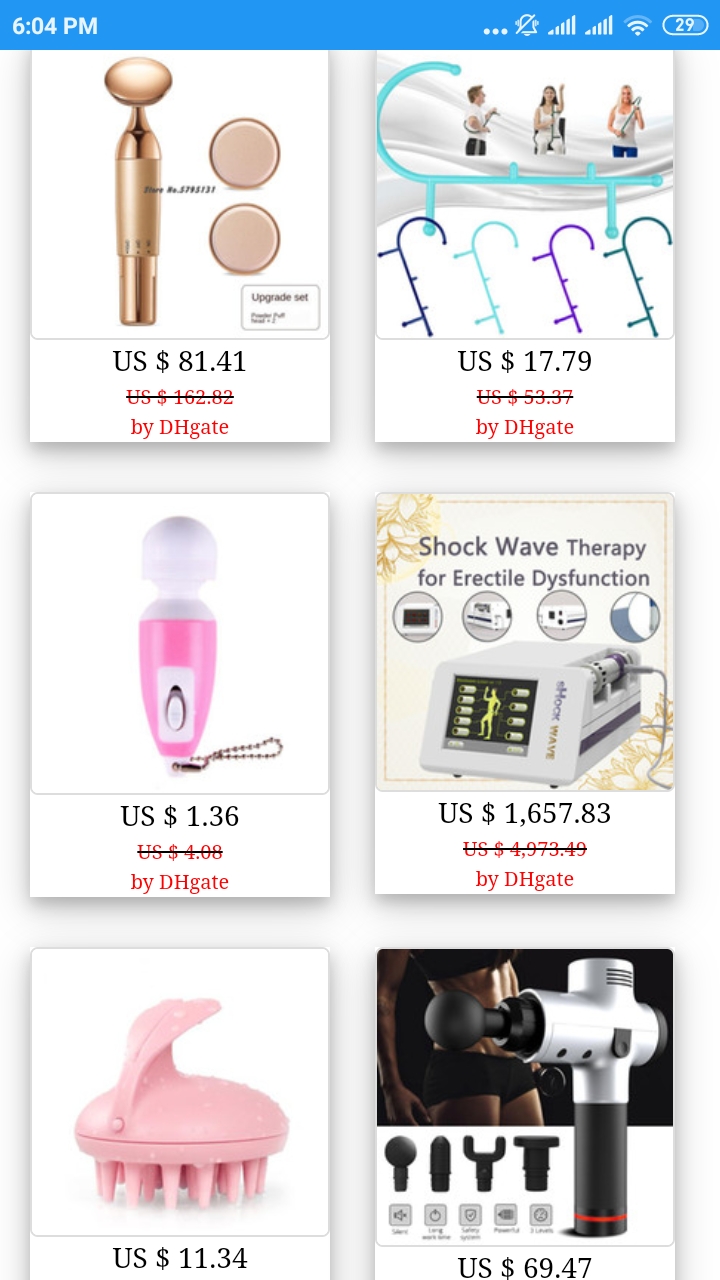 6:04 PM
29
Store No.5795131
Upgrade set
Powder Puff
head × 2
US $ 81.41
US $ 162.82
by DHgate
US $ 17.79
US $ 53.37
by DHgate
US $ 1.36
US $ 4.08
by DHgate
Shock Wave Therapy
for Erectile Dysfunction
SHOCK WAVE
US $ 1,657.83
US $ 4,973.49
by DHgate
US $ 11.34
Silent
Long
work time
Safety
system
Powerful
3 Levels
US $ 69.47